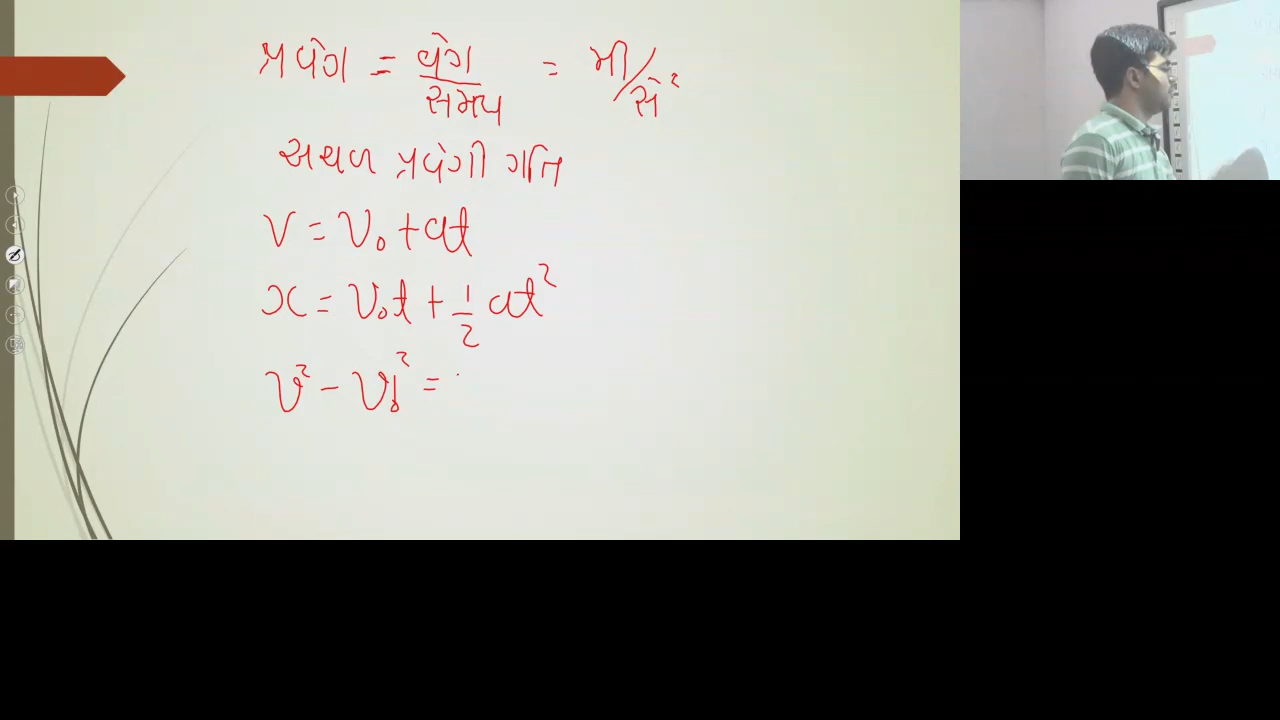 પ્રવેગ = વેગ/સમય = મી/સે²
અચળ પ્રવેગી ગતિ
v = v₀ + at
x = v₀t + 1/2 at²
v² - v₀² =